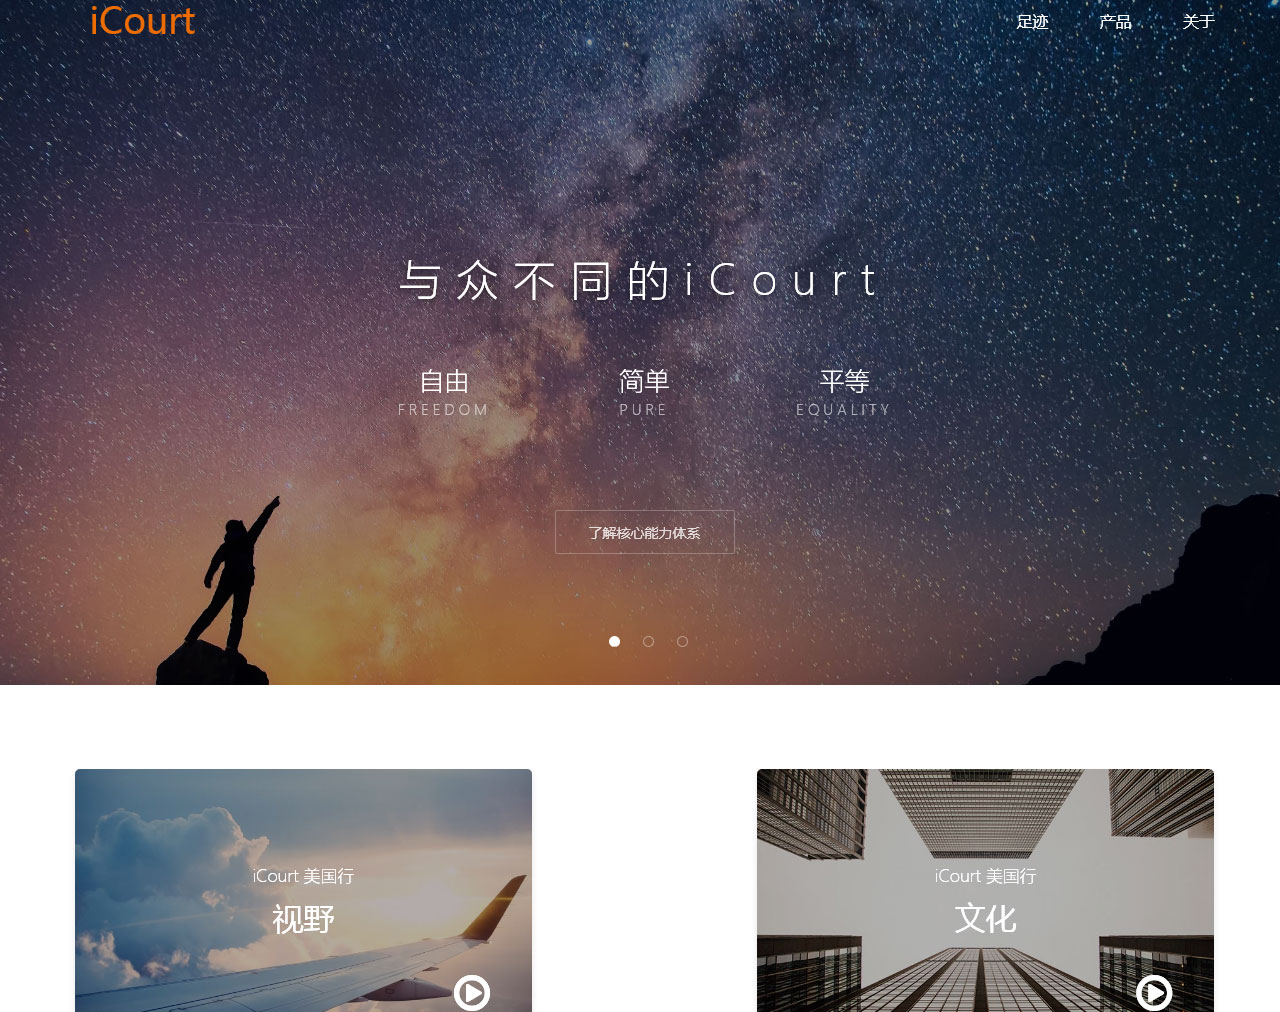 iCourt
足迹 产品 关于
与众不同的iCourt
自由 简单 平等
FREEDOM PURE EQUALITY
了解核心能力体系
iCourt 美国行 iCourt 美国行
视野 文化